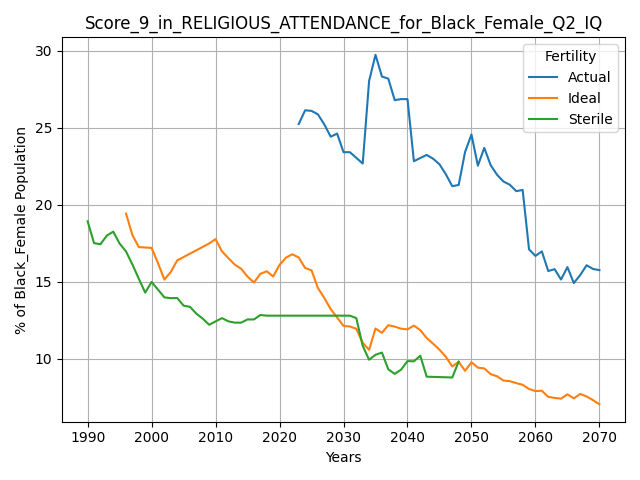 Score_9_in_RELIGIOUS_ATTENDANCE_for_Black_Female_Q2_IQ
Fertility
Actual
Ideal
Sterile
% of Black_Female Population
30
25
20
15
10
1990 2000 2010 2020 2030 2040 2050 2060 2070
Years